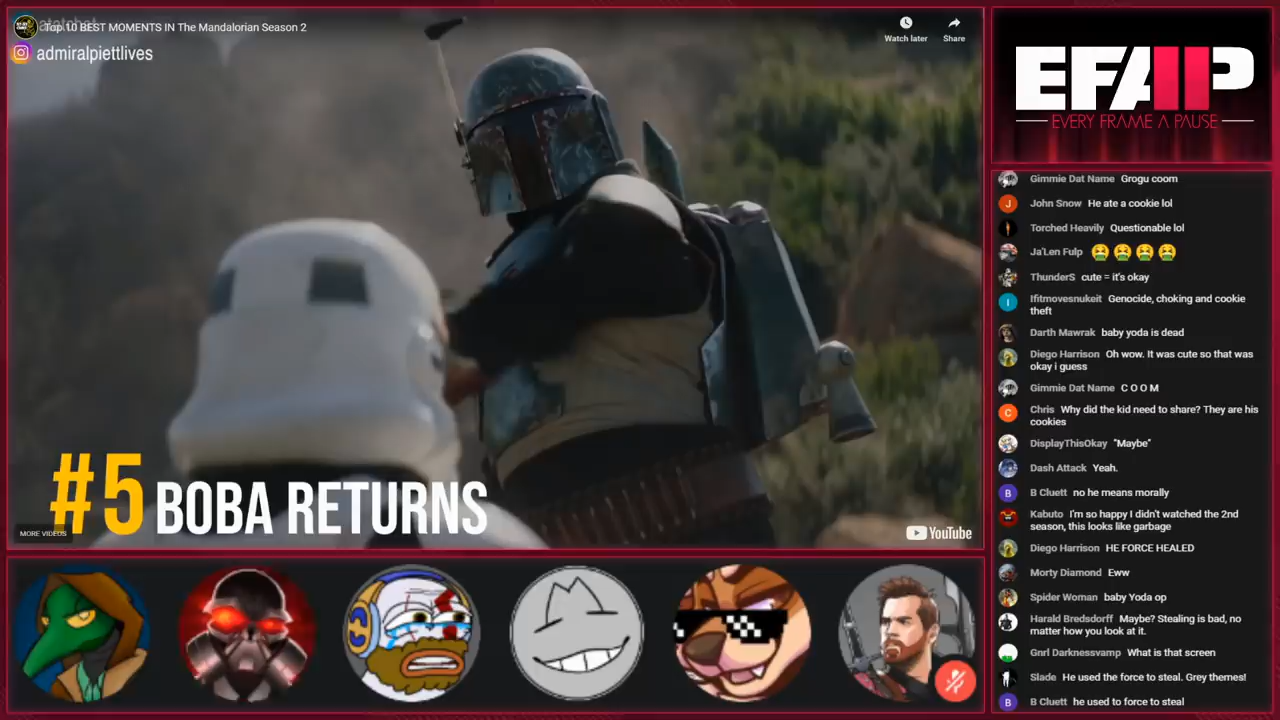 Top 10 BEST MOMENTS IN The Mandalorian Season 2
admiralpiettlives
Watch later
Share
#5 BOBA RETURNS
MORE VIDEOS
YouTube
EFAP
EVERY FRAME A PAUSE
Gimmie Dat Name Grogu coom
John Snow He ate a cookie lol
Torched Heavily Questionable lol
Ja'Len Fulp
ThunderS cute = it's okay
Ifitmovesnukeit Genocide, choking and cookie
theft
Darth Mawrak baby yoda is dead
Diego Harrison Oh wow. It was cute so that was
okay i guess
Gimmie Dat Name C O O M
Chris Why did the kid need to share? They are his
cookies
DisplayThisOkay "Maybe"
Dash Attack Yeah.
B Cluett no he means morally
Kabuto I'm so happy I didn't watched the 2nd
season, this looks like garbage
Diego Harrison HE FORCE HEALED
Morty Diamond Eww
Spider Woman baby Yoda op
Harald Bredsdorff Maybe? Stealing is bad, no
matter how you look at it.
Gnrl Darknessvamp What is that screen
Slade He used the force to steal. Grey themes!
B Cluett he used to force to steal